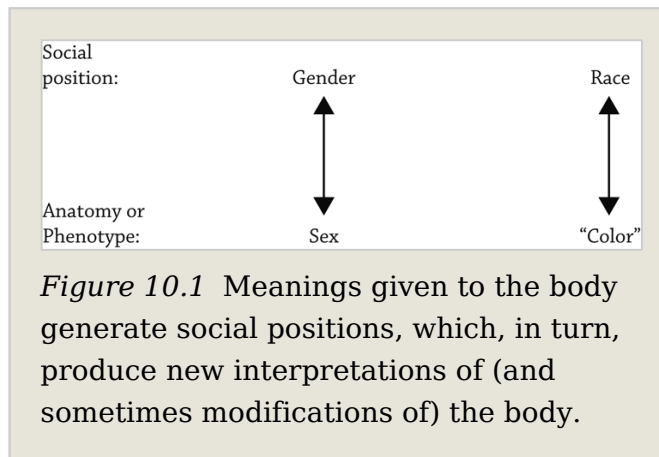 Social
position: Gender Race
Anatomy or
Phenotype: Sex “Color”
Figure 10.1 Meanings given to the body
generate social positions, which, in turn,
produce new interpretations of (and
sometimes modifications of) the body.